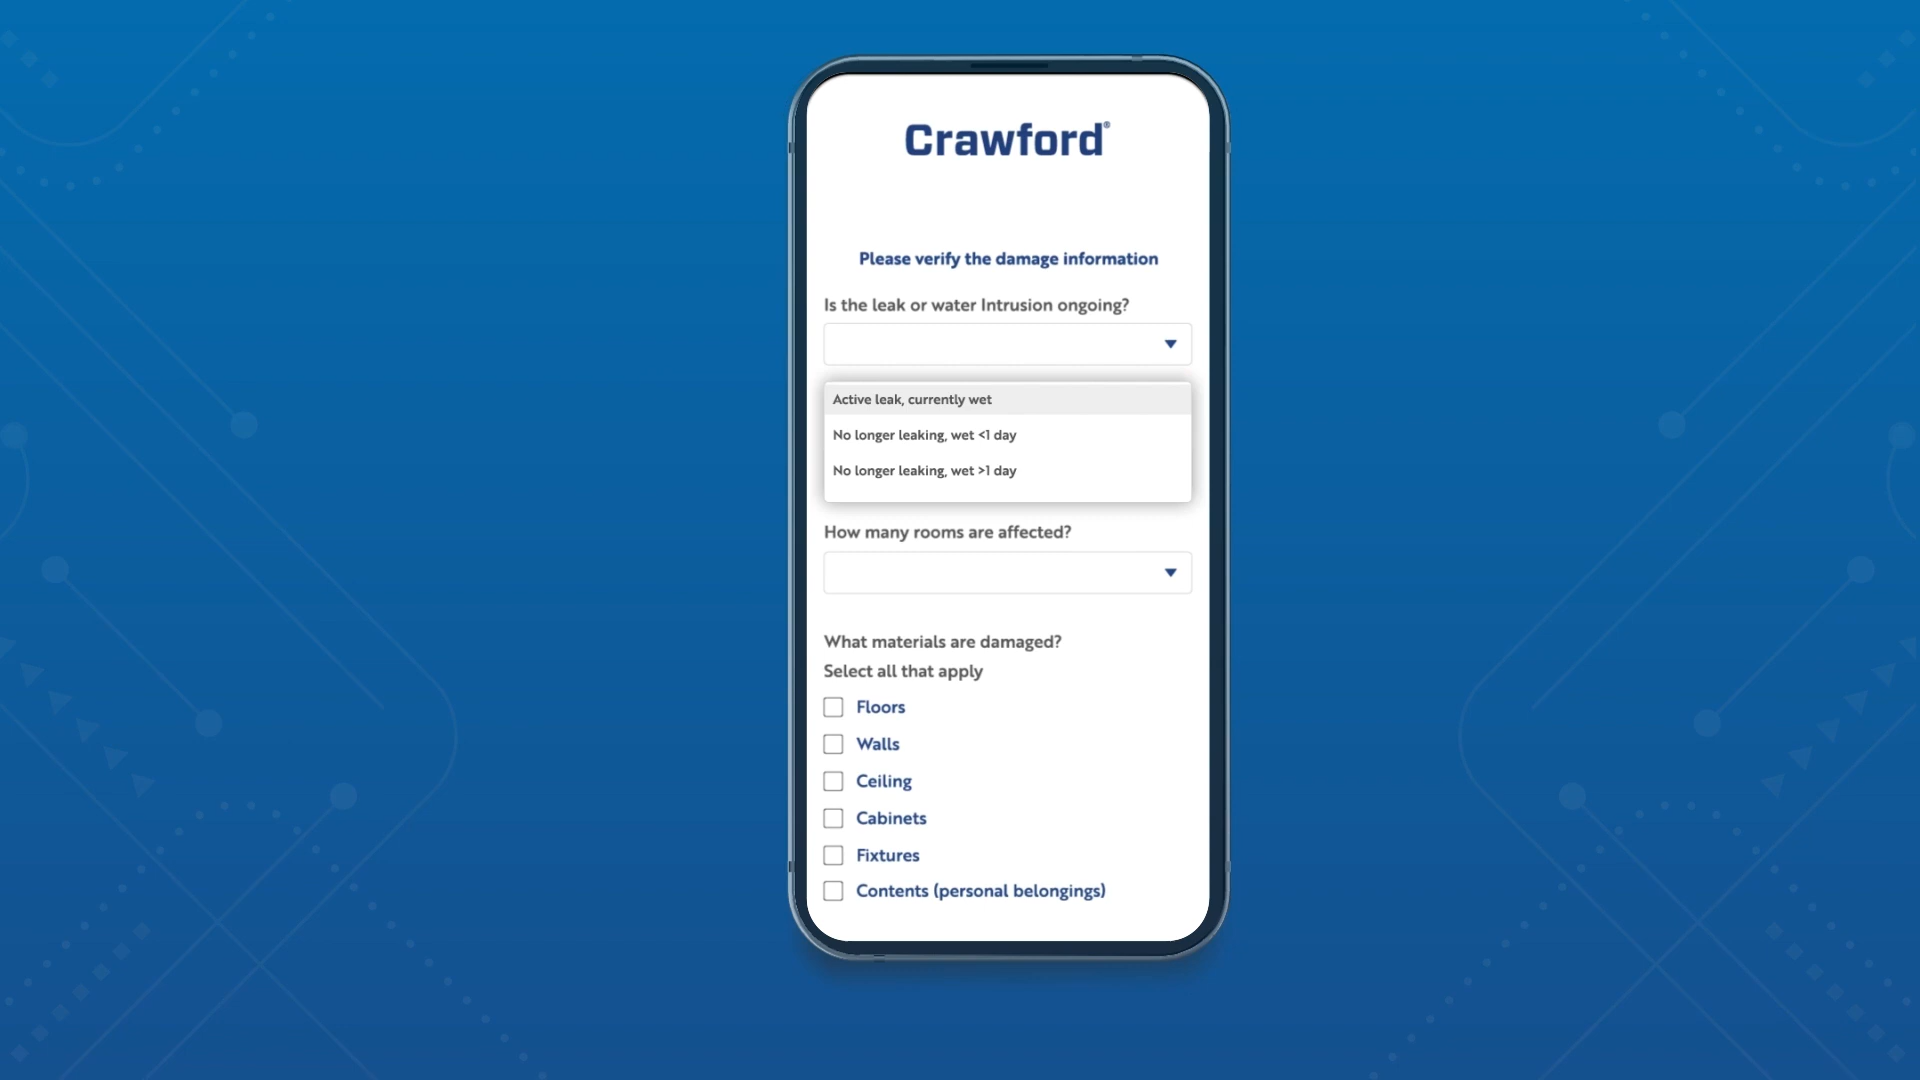 Crawford®
Please verify the damage information
Is the leak or water Intrusion ongoing?
Active leak, currently wet
No longer leaking, wet <1 day
No longer leaking, wet >1 day
How many rooms are affected?
What materials are damaged?
Select all that apply
Floors
Walls
Ceiling
Cabinets
Fixtures
Contents (personal belongings)